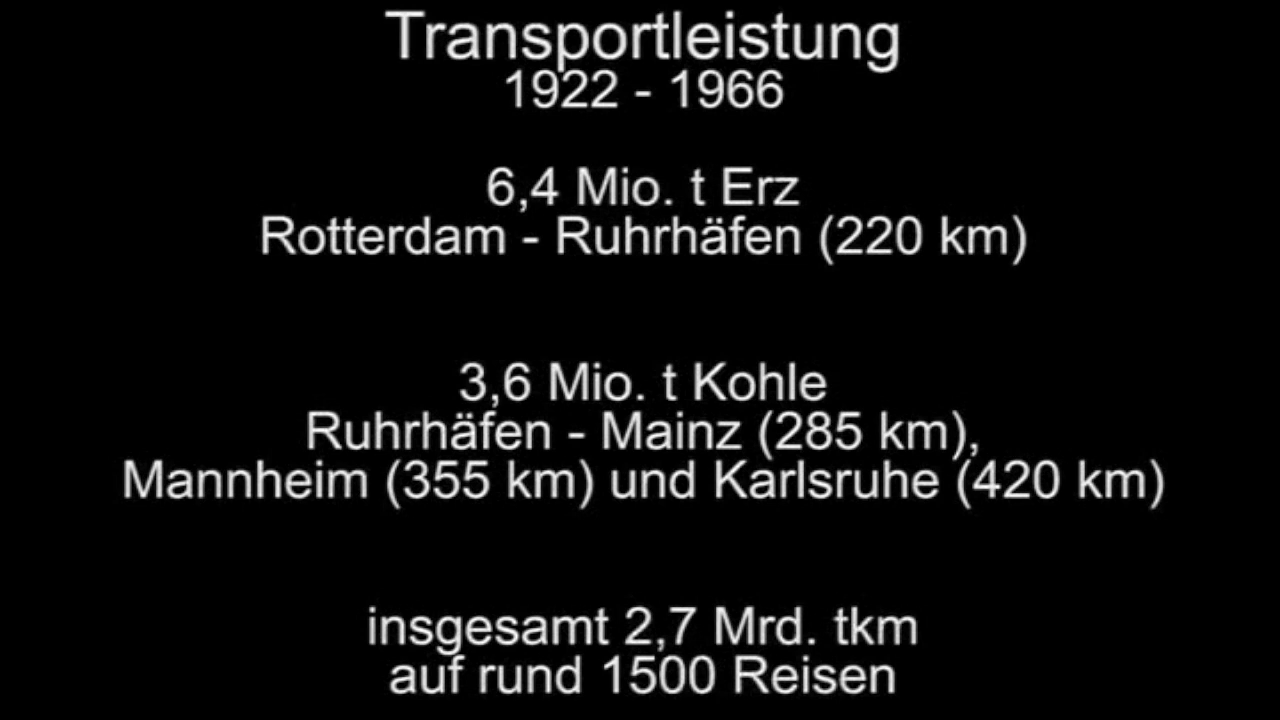 Transportleistung
1922 - 1966
6,4 Mio. t Erz
Rotterdam - Ruhrhäfen (220 km)
3,6 Mio. t Kohle
Ruhrhäfen - Mainz (285 km),
Mannheim (355 km) und Karlsruhe (420 km)
insgesamt 2,7 Mrd. tkm
auf rund 1500 Reisen